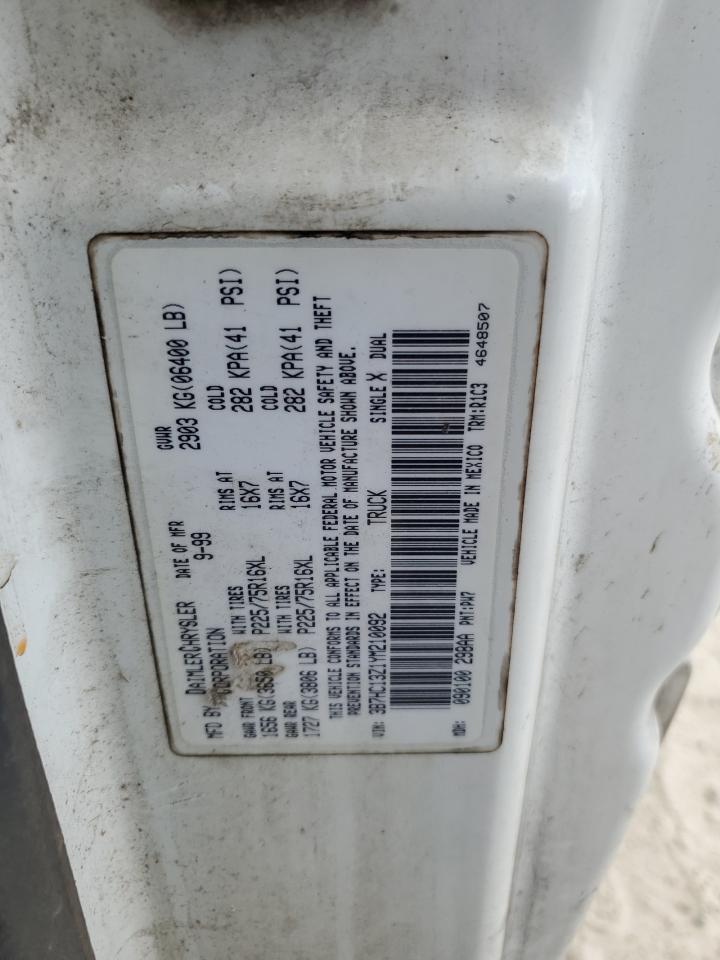 MFD BY DAIMLERCHRYSLER CORPORATION
DATE OF MFR 9-99
GVWR 2903 KG(06400 LB)
GAWR FRONT WITH TIRES RIMS AT COLD
1656 KG(3650 LB) P225/75R16XL 16X7 282 KPA(41 PSI)
GAWR REAR WITH TIRES RIMS AT COLD
1727 KG(3806 LB) P225/75R16XL 16X7 282 KPA(41 PSI)
THIS VEHICLE CONFORMS TO ALL APPLICABLE FEDERAL MOTOR VEHICLE SAFETY AND THEFT
PREVENTION STANDARDS IN EFFECT ON THE DATE OF MANUFACTURE SHOWN ABOVE.
VIN: 3B7HC13Z1YM210092 TYPE: TRUCK SINGLE X DUAL
MDH: 090100 298AA PNT:PW7 VEHICLE MADE IN MEXICO TRM:R1C3 4648507